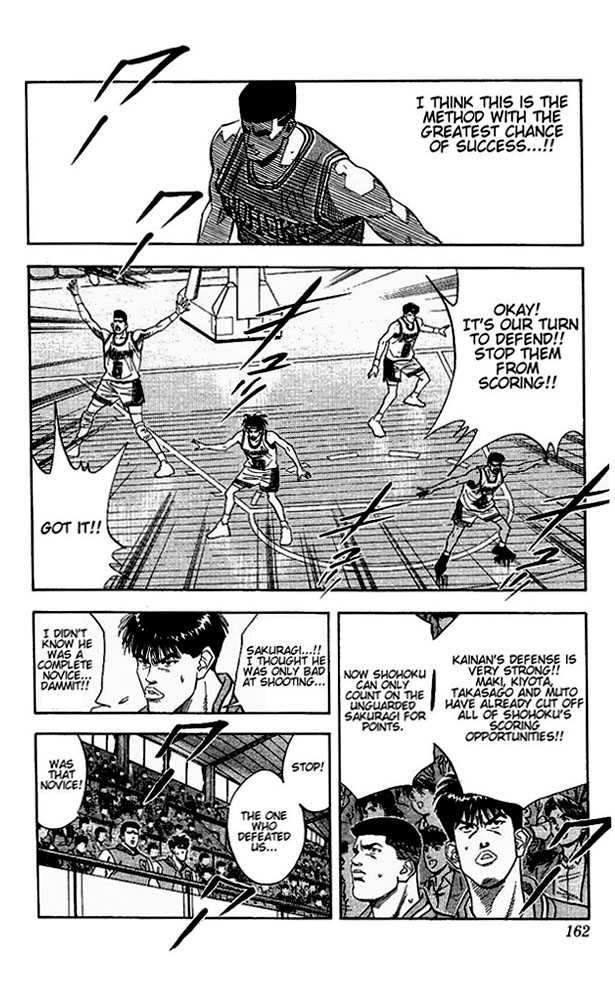 I THINK THIS IS THE
METHOD WITH THE
GREATEST CHANCE
OF SUCCESS...!!
OKAY!
IT'S OUR TURN
TO DEFEND!!
STOP THEM
FROM
SCORING!!
GOT IT!!
KAINAN'S DEFENSE IS
VERY STRONG!!
MAKI, KIYOTA,
TAKASAGO AND MUTO
HAVE ALREADY CUT OFF
ALL OF SHOHOKU'S
SCORING
OPPORTUNITIES!!
NOW SHOHOKU
CAN ONLY
COUNT ON THE
UNGUARDED
SAKURAGI FOR
POINTS.
SAKURAGI...!!
I THOUGHT HE
WAS ONLY BAD
AT SHOOTING...
I DIDN'T
KNOW HE
WAS A
COMPLETE
NOVICE...
DAMMIT!!
STOP!
THE ONE
WHO
DEFEATED
US...
WAS
THAT
NOVICE!
162